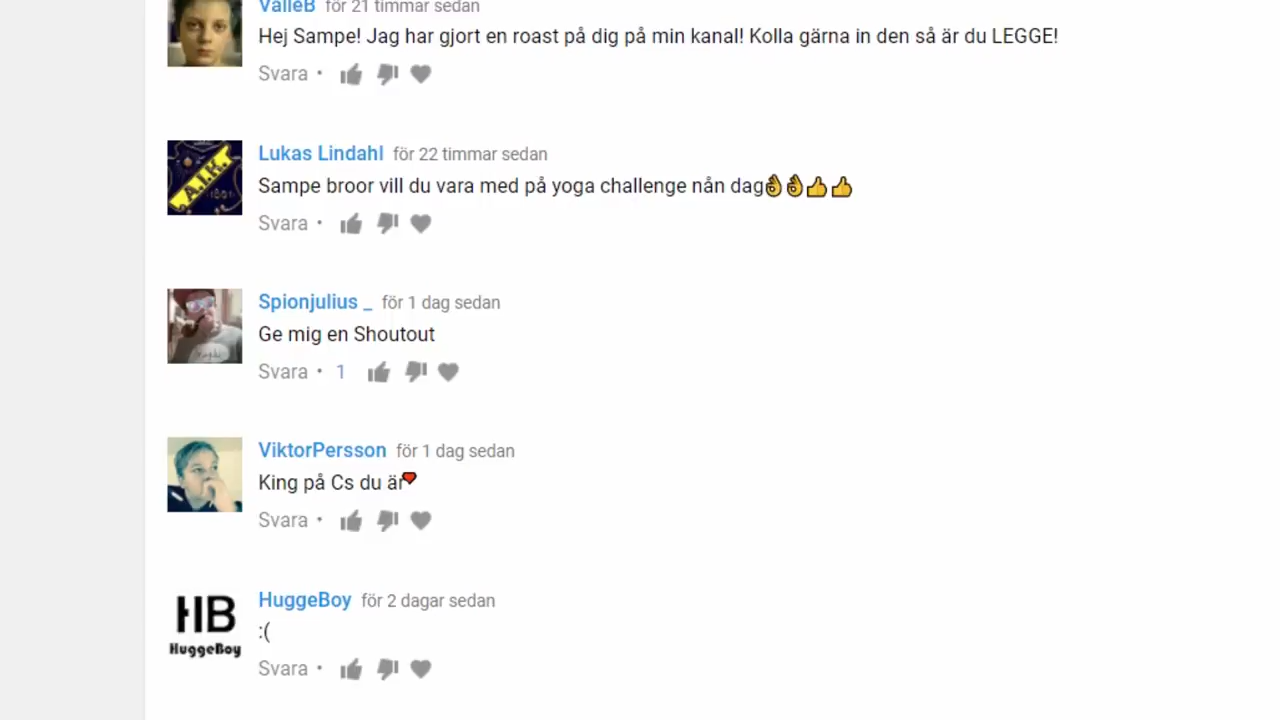 ValleB för 21 timmar sedan
Hej Sampe! Jag har gjort en roast på dig på min kanal! Kolla gärna in den så är du LEGGE!
Svara •
A.I.K.
1891
Lukas Lindahl för 22 timmar sedan
Sampe broor vill du vara med på yoga challenge nån dag👌👌👍👍
Svara •
Spionjulius _ för 1 dag sedan
Ge mig en Shoutout
Svara • 1
ViktorPersson för 1 dag sedan
King på Cs du är❤
Svara •
HB
HuggeBoy
HuggeBoy för 2 dagar sedan
:(
Svara •